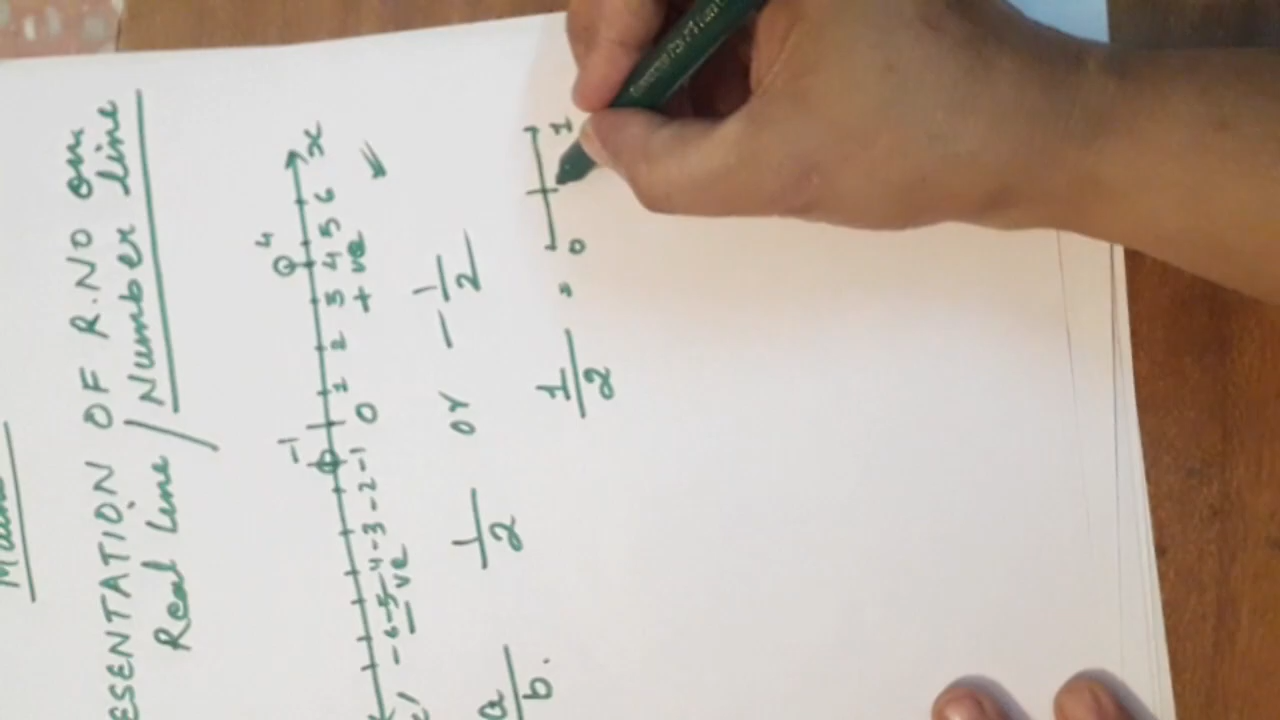 ESENTATION OF R.NO on
Real Line / Number line
-1 4
-6 -5 -4 -3 -2 -1 0 1 2 3 4 5 6 x
-ve +ve
a/b. 1/2 or -1/2
1/2 = 0 1